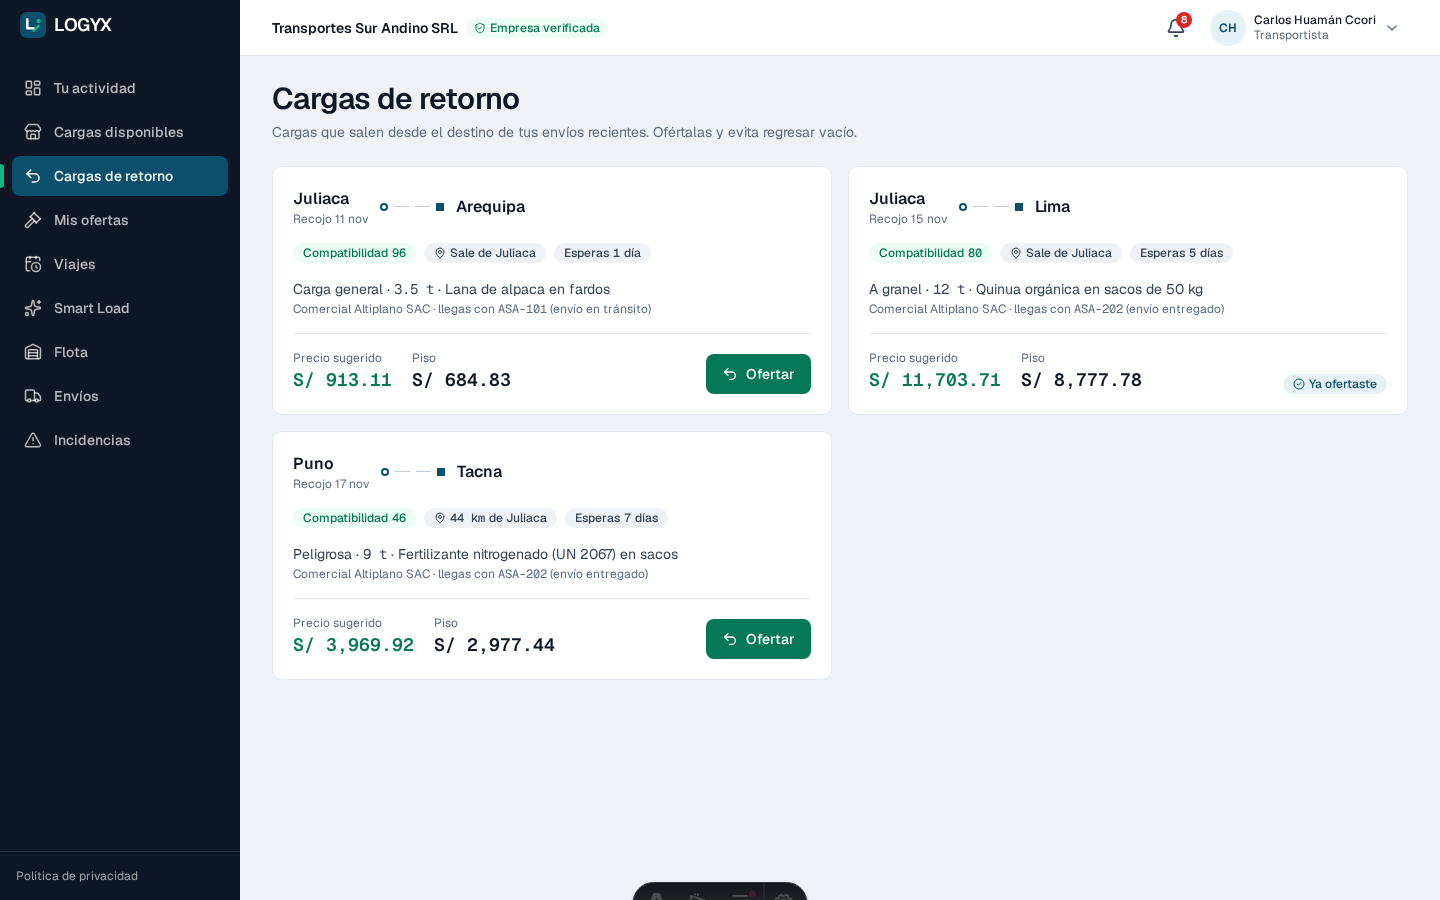 LOGYX
Tu actividad
Cargas disponibles
Cargas de retorno
Mis ofertas
Viajes
Smart Load
Flota
Envíos
Incidencias
Política de privacidad
Transportes Sur Andino SRL
Empresa verificada
8
CH
Carlos Huamán Ccori
Transportista
Cargas de retorno
Cargas que salen desde el destino de tus envíos recientes. Ofértalas y evita regresar vacío.
Juliaca
Recojo 11 nov
Arequipa
Compatibilidad 96
Sale de Juliaca
Esperas 1 día
Carga general · 3.5 t · Lana de alpaca en fardos
Comercial Altiplano SAC · llegas con ASA-101 (envío en tránsito)
Precio sugerido
S/ 913.11
Piso
S/ 684.83
Ofertar
Juliaca
Recojo 15 nov
Lima
Compatibilidad 80
Sale de Juliaca
Esperas 5 días
A granel · 12 t · Quinua orgánica en sacos de 50 kg
Comercial Altiplano SAC · llegas con ASA-202 (envío entregado)
Precio sugerido
S/ 11,703.71
Piso
S/ 8,777.78
Ya ofertaste
Puno
Recojo 17 nov
Tacna
Compatibilidad 46
44 km de Juliaca
Esperas 7 días
Peligrosa · 9 t · Fertilizante nitrogenado (UN 2067) en sacos
Comercial Altiplano SAC · llegas con ASA-202 (envío entregado)
Precio sugerido
S/ 3,969.92
Piso
S/ 2,977.44
Ofertar